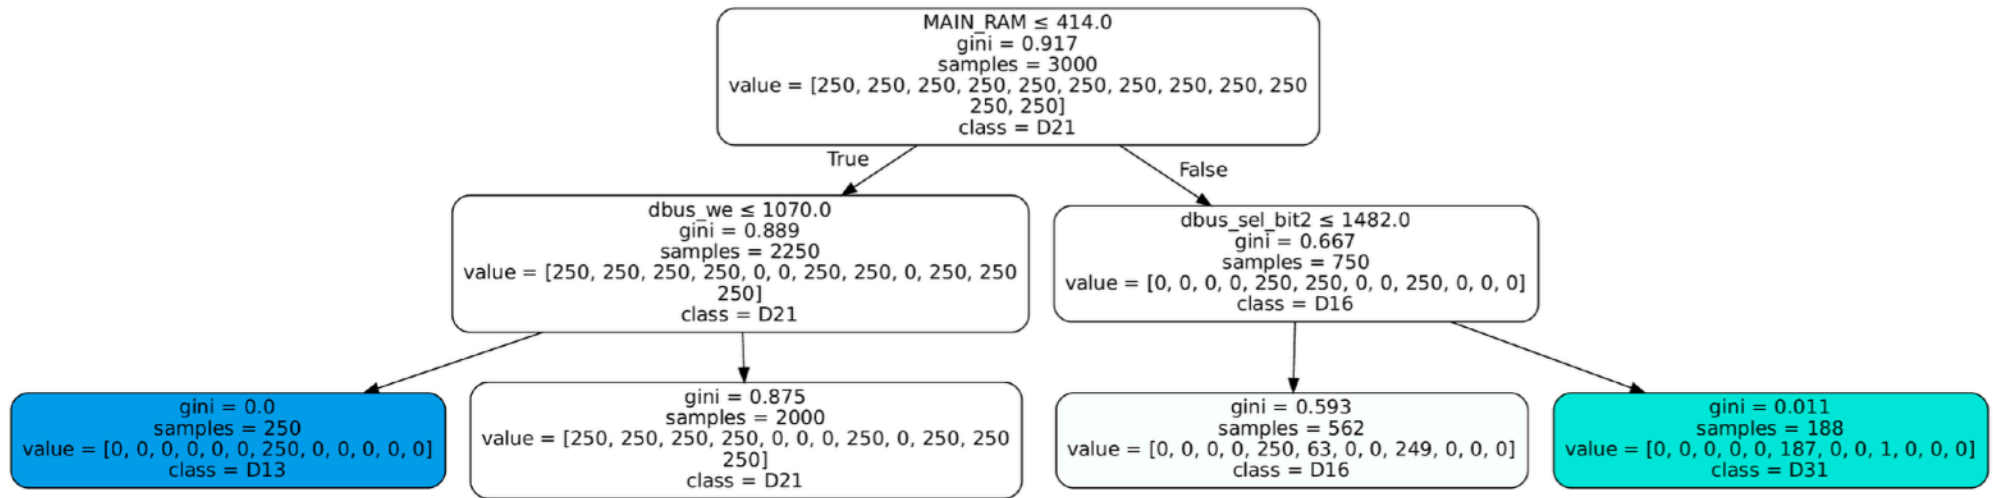 MAIN_RAM ≤ 414.0
gini = 0.917
samples = 3000
value = [250, 250, 250, 250, 250, 250, 250, 250, 250, 250
250, 250]
class = D21
True
False
dbus_we ≤ 1070.0
gini = 0.889
samples = 2250
value = [250, 250, 250, 250, 0, 0, 250, 250, 0, 250, 250
250]
class = D21
dbus_sel_bit2 ≤ 1482.0
gini = 0.667
samples = 750
value = [0, 0, 0, 0, 250, 250, 0, 0, 250, 0, 0, 0]
class = D16
gini = 0.0
samples = 250
value = [0, 0, 0, 0, 0, 0, 250, 0, 0, 0, 0, 0]
class = D13
gini = 0.875
samples = 2000
value = [250, 250, 250, 250, 0, 0, 0, 250, 0, 250, 250
250]
class = D21
gini = 0.593
samples = 562
value = [0, 0, 0, 0, 250, 63, 0, 0, 249, 0, 0, 0]
class = D16
gini = 0.011
samples = 188
value = [0, 0, 0, 0, 0, 187, 0, 0, 1, 0, 0, 0]
class = D31